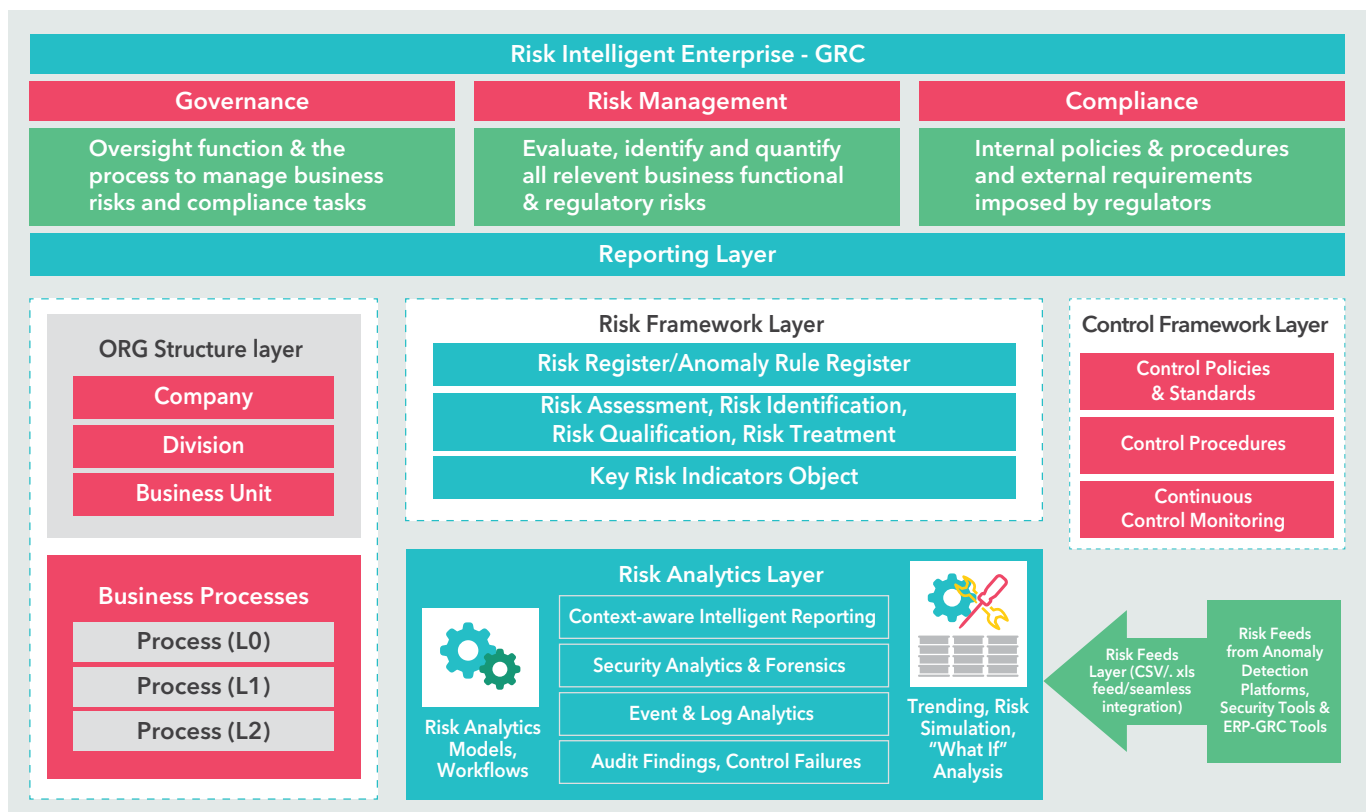 Risk Intelligent Enterprise - GRC
Governance
Risk Management
Compliance
Oversight function & the
process to manage business
risks and compliance tasks
Evaluate, identify and quantify
all relevent business functional
& regulatory risks
Internal policies & procedures
and external requirements
imposed by regulators
Reporting Layer
ORG Structure layer
Company
Division
Business Unit
Business Processes
Process (L0)
Process (L1)
Process (L2)
Risk Framework Layer
Risk Register/Anomaly Rule Register
Risk Assessment, Risk Identification,
Risk Qualification, Risk Treatment
Key Risk Indicators Object
Control Framework Layer
Control Policies
& Standards
Control Procedures
Continuous
Control Monitoring
Risk Analytics Layer
Risk Analytics
Models,
Workflows
Context-aware Intelligent Reporting
Security Analytics & Forensics
Event & Log Analytics
Audit Findings, Control Failures
Trending, Risk
Simulation,
“What If”
Analysis
Risk Feeds
Layer (CSV/. xls
feed/seamless
integration)
Risk Feeds
from Anomaly
Detection
Platforms,
Security Tools &
ERP-GRC Tools